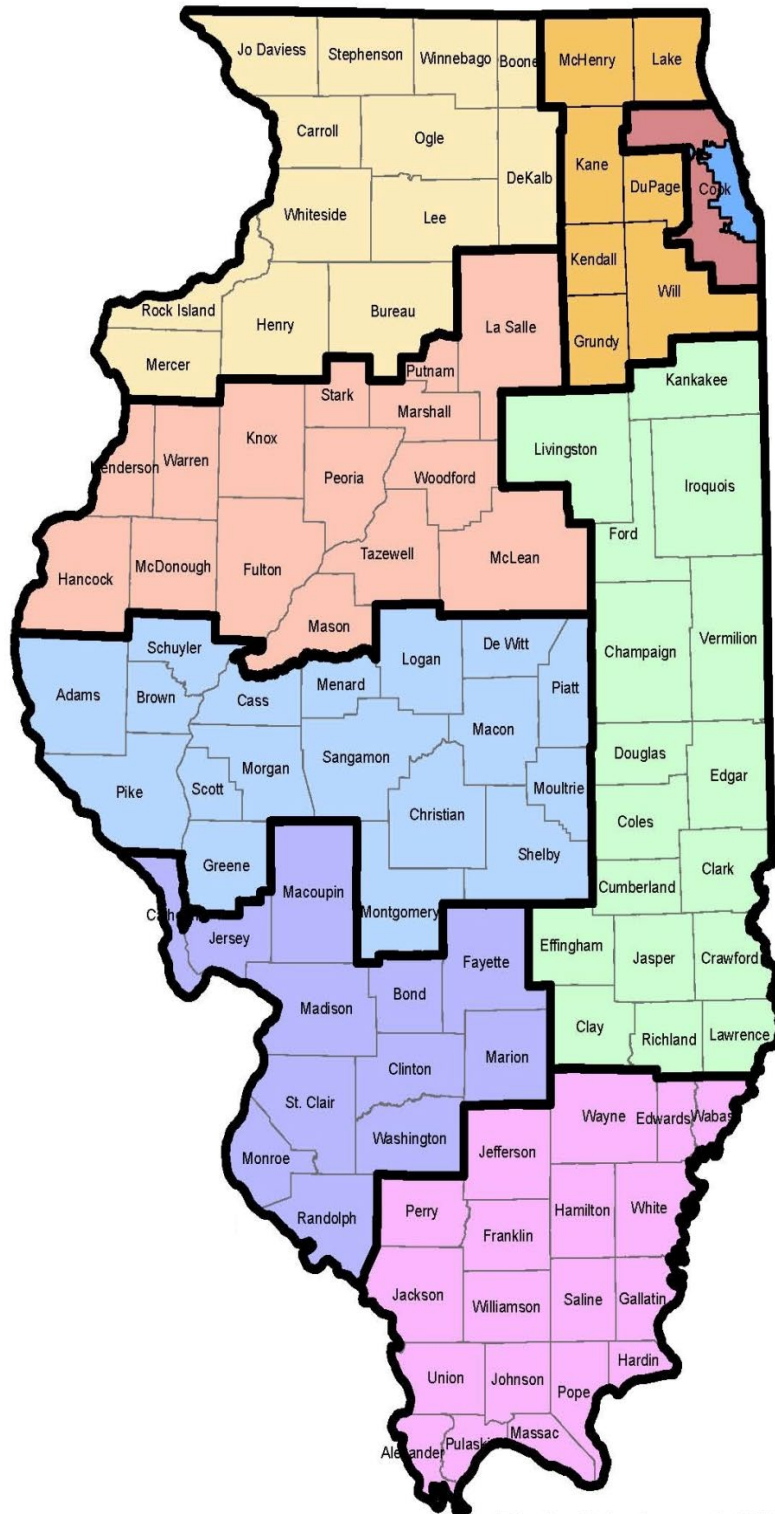 Jo Daviess
Stephenson
Winnebago
Boone
McHenry
Lake
Carroll
Ogle
Kane
DeKalb
DuPage
Cook
Whiteside
Lee
Kendall
Will
Rock Island
Henry
Bureau
La Salle
Grundy
Mercer
Putnam
Kankakee
Stark
Marshall
Knox
Livingston
Henderson
Warren
Peoria
Woodford
Iroquois
Ford
Hancock
McDonough
Fulton
Tazewell
McLean
Mason
Schuyler
Logan
De Witt
Champaign
Vermilion
Adams
Brown
Cass
Menard
Piatt
Macon
Douglas
Edgar
Pike
Scott
Morgan
Sangamon
Moultrie
Christian
Coles
Greene
Shelby
Clark
Macoupin
Cumberland
Montgomery
Jersey
Effingham
Jasper
Crawford
Fayette
Madison
Bond
Clay
Richland
Lawrence
Clinton
Marion
St. Clair
Wayne
Edwards
Wabas
Washington
Jefferson
Monroe
Randolph
Perry
Hamilton
White
Franklin
Jackson
Williamson
Saline
Gallatin
Union
Johnson
Hardin
Pope
Alexander
Pulaski
Massac